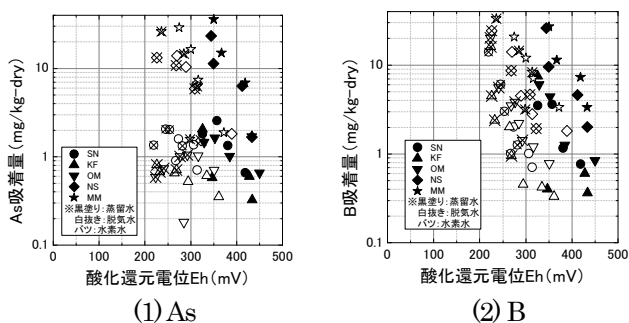 As吸着量(mg/kg-dry)
10
1
0.1
SN
KF
OM
NS
MM
※黒塗り:蒸留水
白抜き:脱気水
バツ:水素水
0 100 200 300 400 500
酸化還元電位Eh(mV)
(1) As
B吸着量(mg/kg-dry)
10
1
0.1
SN
KF
OM
NS
MM
※黒塗り:蒸留水
白抜き:脱気水
バツ:水素水
0 100 200 300 400 500
酸化還元電位Eh(mV)
(2) B